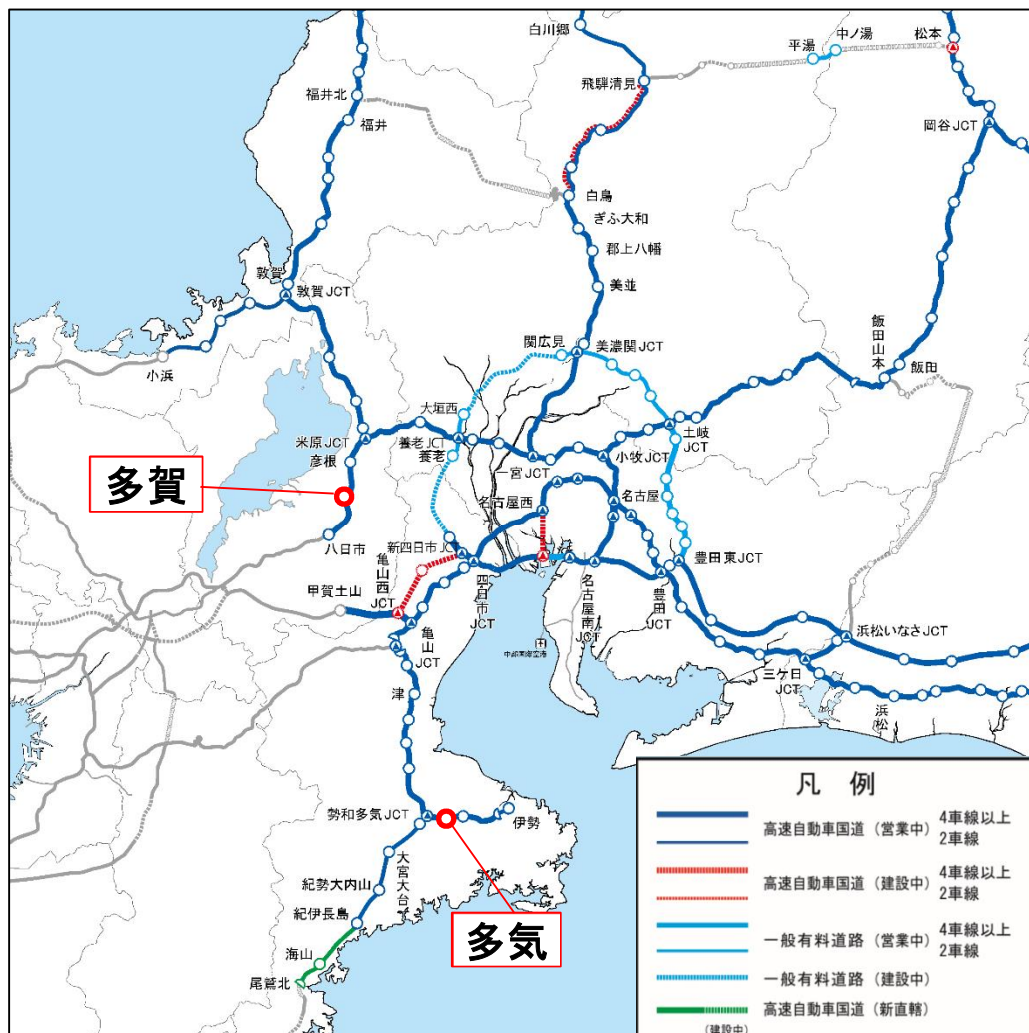 白川郷
平湯
中ノ湯
松本
飛騨清見
福井北
福井
岡谷JCT
白鳥
ぎふ大和
郡上八幡
美並
敦賀
敦賀JCT
関広見
美濃関JCT
飯田山本
飯田
小浜
大垣西
養老JCT
養老
土岐JCT
米原JCT
彦根
一宮JCT
小牧JCT
多賀
名古屋西
名古屋
八日市
新四日市JCT
豊田東JCT
亀山西JCT
甲賀土山
四日市JCT
名古屋南JCT
豊田JCT
亀山JCT
中部国際空港
浜松いなさJCT
三ケ日JCT
津
浜松
勢和多気JCT
伊勢
大宮大台
紀勢大内山
紀伊長島
多気
海山
尾鷲北
凡例
高速自動車国道(営業中)4車線以上
2車線
高速自動車国道(建設中)4車線以上
2車線
一般有料道路(営業中)4車線以上
2車線
一般有料道路(建設中)
高速自動車国道(新直轄)
(建設中)